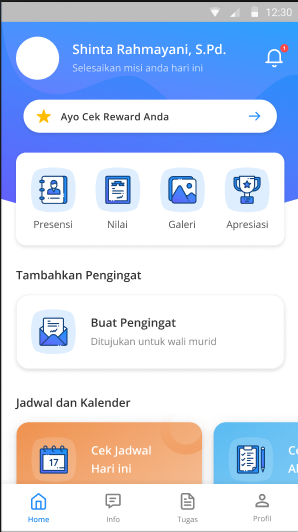 12:30
Shinta Rahmayani, S.Pd.
Selesaikan misi anda hari ini
1
Ayo Cek Reward Anda
Presensi
Nilai
Galeri
Apresiasi
Tambahkan Pengingat
Buat Pengingat
Ditujukan untuk wali murid
Jadwal dan Kalender
17
Cek Jadwal
Hari ini
Home
Info
Tugas
Profil